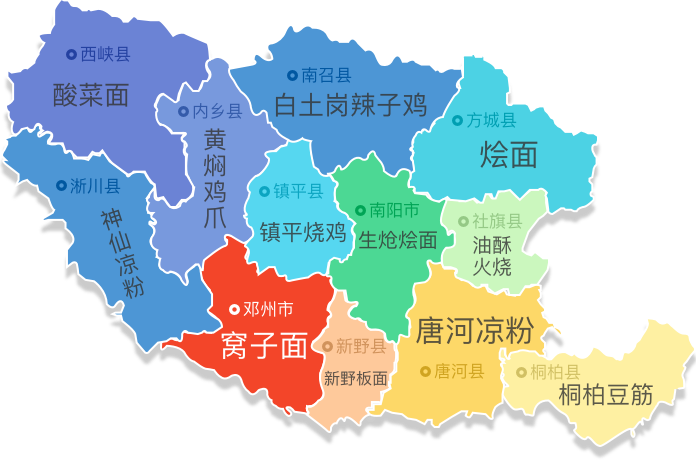 西峡县
酸菜面
南召县
白土岗辣子鸡
内乡县
黄焖鸡爪
方城县
烩面
淅川县
神仙凉粉
镇平县
镇平烧鸡
南阳市
生炝烩面
社旗县
油酥
火烧
邓州市
窝子面
新野县
新野板面
唐河凉粉
唐河县
桐柏县
桐柏豆筋